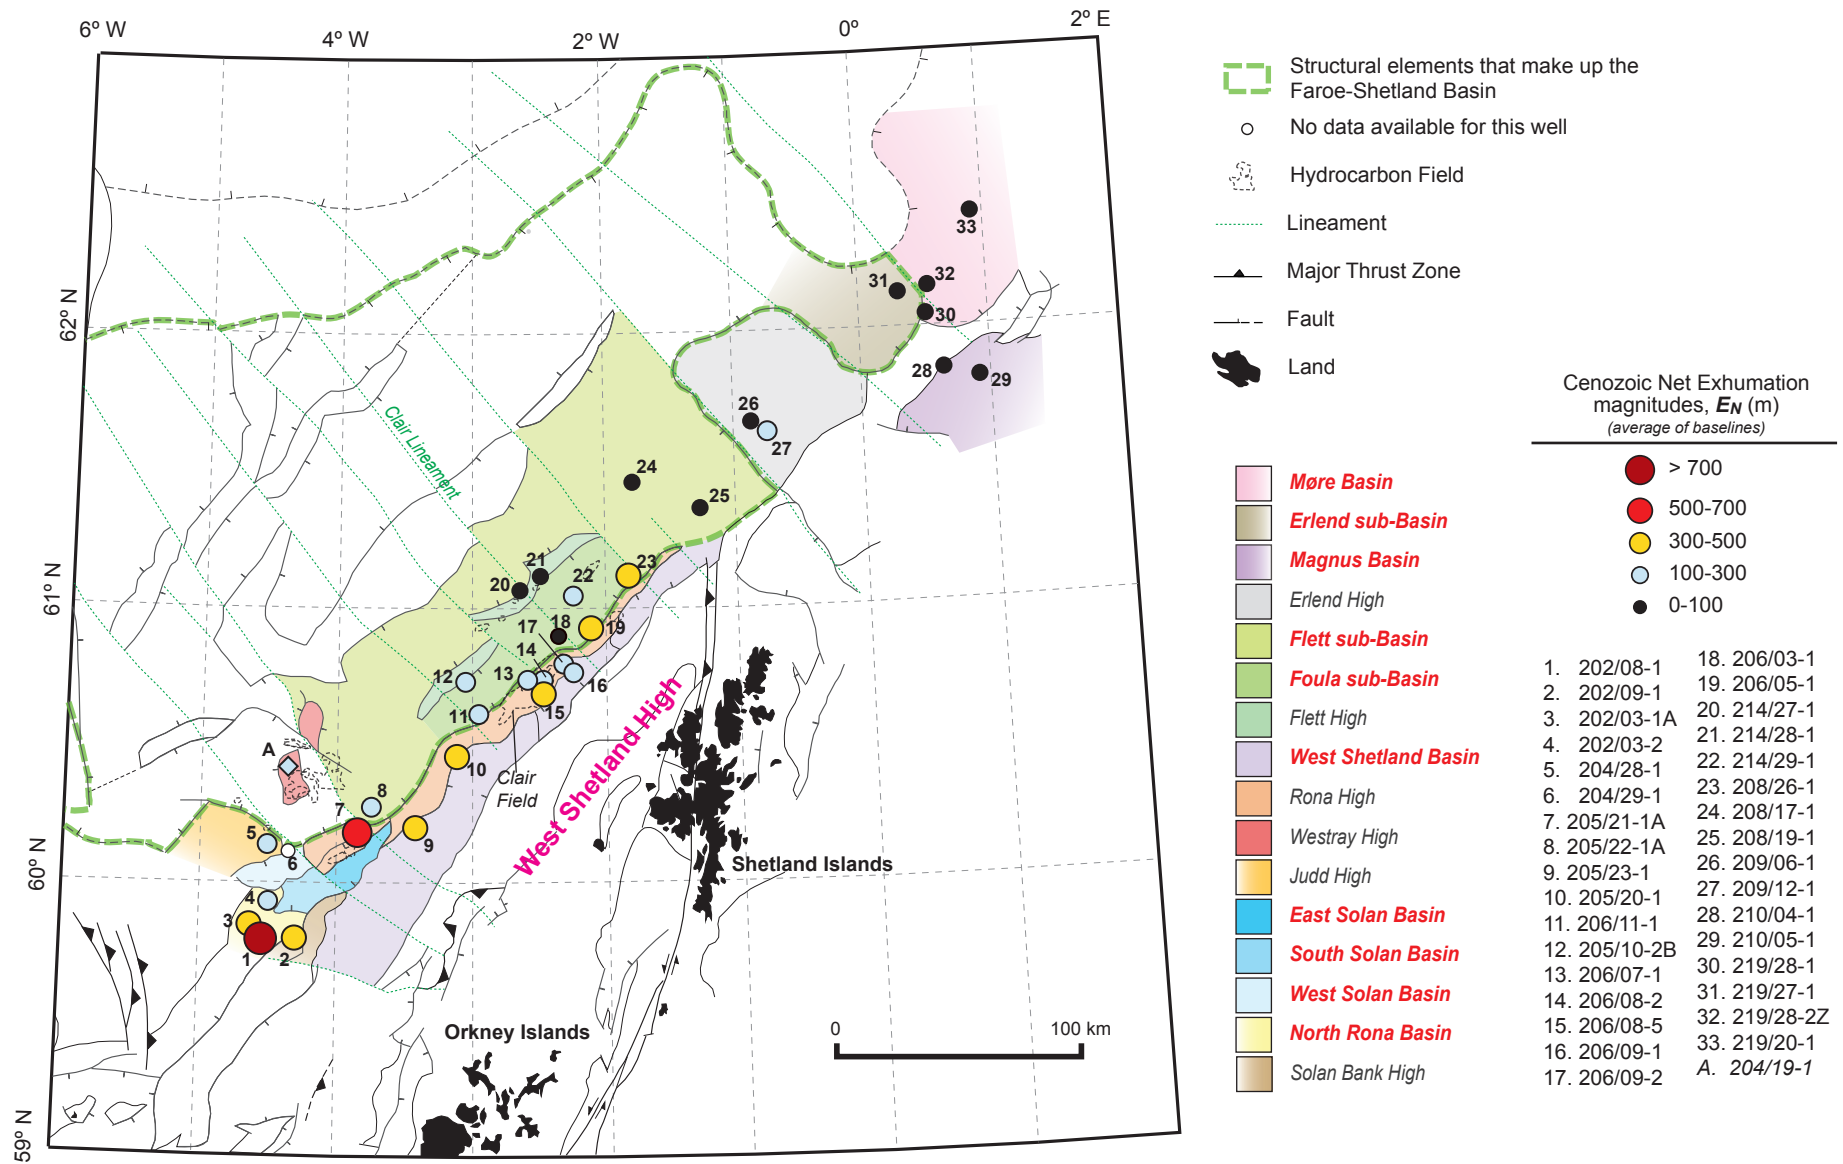 6º W
4º W
2º W
0º
2º E
62º N
61º N
60º N
59º N
Clair Lineament
33
32
31
30
28
29
26
27
24
25
23
21
22
20
19
18
17
14
13
12
16
15
11
10
A
8
7
9
5
6
4
3
1
2
Clair
Field
West Shetland High
Shetland Islands
Orkney Islands
0
100 km
Structural elements that make up the
Faroe-Shetland Basin
No data available for this well
Hydrocarbon Field
Lineament
Major Thrust Zone
Fault
Land
Møre Basin
Erlend sub-Basin
Magnus Basin
Erlend High
Flett sub-Basin
Foula sub-Basin
Flett High
West Shetland Basin
Rona High
Westray High
Judd High
East Solan Basin
South Solan Basin
West Solan Basin
North Rona Basin
Solan Bank High
Cenozoic Net Exhumation
magnitudes, EN (m)
(average of baselines)
> 700
500-700
300-500
100-300
0-100
1. 202/08-1
2. 202/09-1
3. 202/03-1A
4. 202/03-2
5. 204/28-1
6. 204/29-1
7. 205/21-1A
8. 205/22-1A
9. 205/23-1
10. 205/20-1
11. 206/11-1
12. 205/10-2B
13. 206/07-1
14. 206/08-2
15. 206/08-5
16. 206/09-1
17. 206/09-2
18. 206/03-1
19. 206/05-1
20. 214/27-1
21. 214/28-1
22. 214/29-1
23. 208/26-1
24. 208/17-1
25. 208/19-1
26. 209/06-1
27. 209/12-1
28. 210/04-1
29. 210/05-1
30. 219/28-1
31. 219/27-1
32. 219/28-2Z
33. 219/20-1
A. 204/19-1